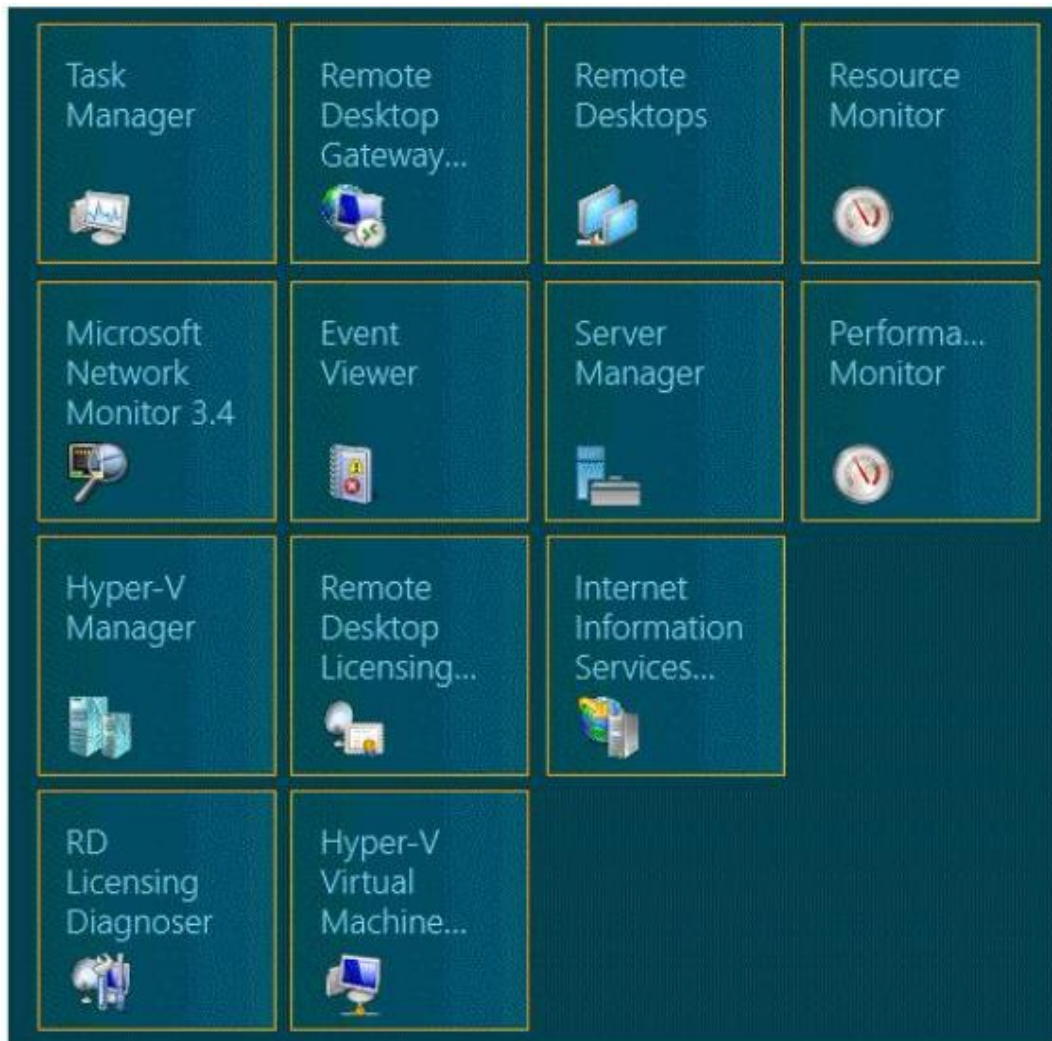 Task
Manager
Remote
Desktop
Gateway...
Remote
Desktops
Resource
Monitor
Microsoft
Network
Monitor 3.4
Event
Viewer
Server
Manager
Performa...
Monitor
Hyper-V
Manager
Remote
Desktop
Licensing...
Internet
Information
Services...
RD
Licensing
Diagnoser
Hyper-V
Virtual
Machine...